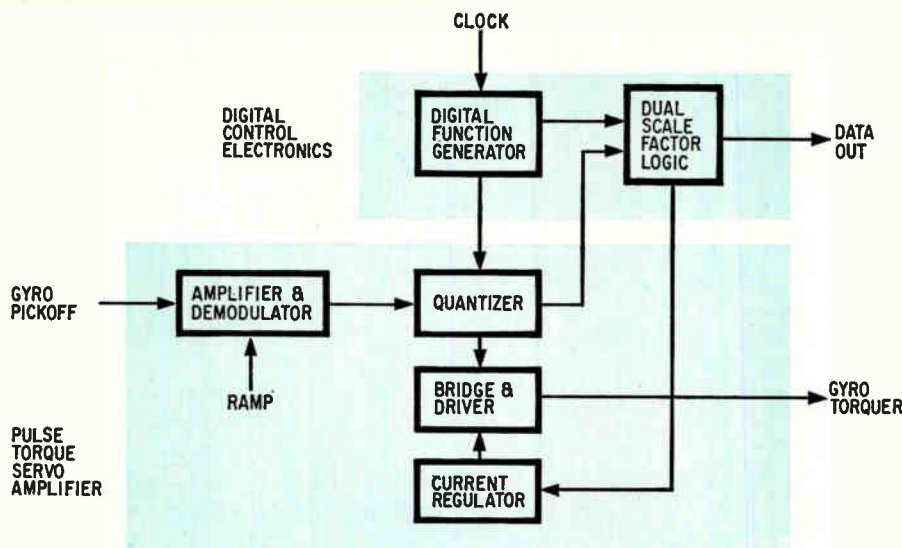 CLOCK
DIGITAL
CONTROL
ELECTRONICS
DIGITAL
FUNCTION
GENERATOR
DUAL
SCALE
FACTOR
LOGIC
DATA
OUT
GYRO
PICKOFF
AMPLIFIER &
DEMODULATOR
QUANTIZER
RAMP
BRIDGE &
DRIVER
GYRO
TORQUER
PULSE
TORQUE
SERVO
AMPLIFIER
CURRENT
REGULATOR